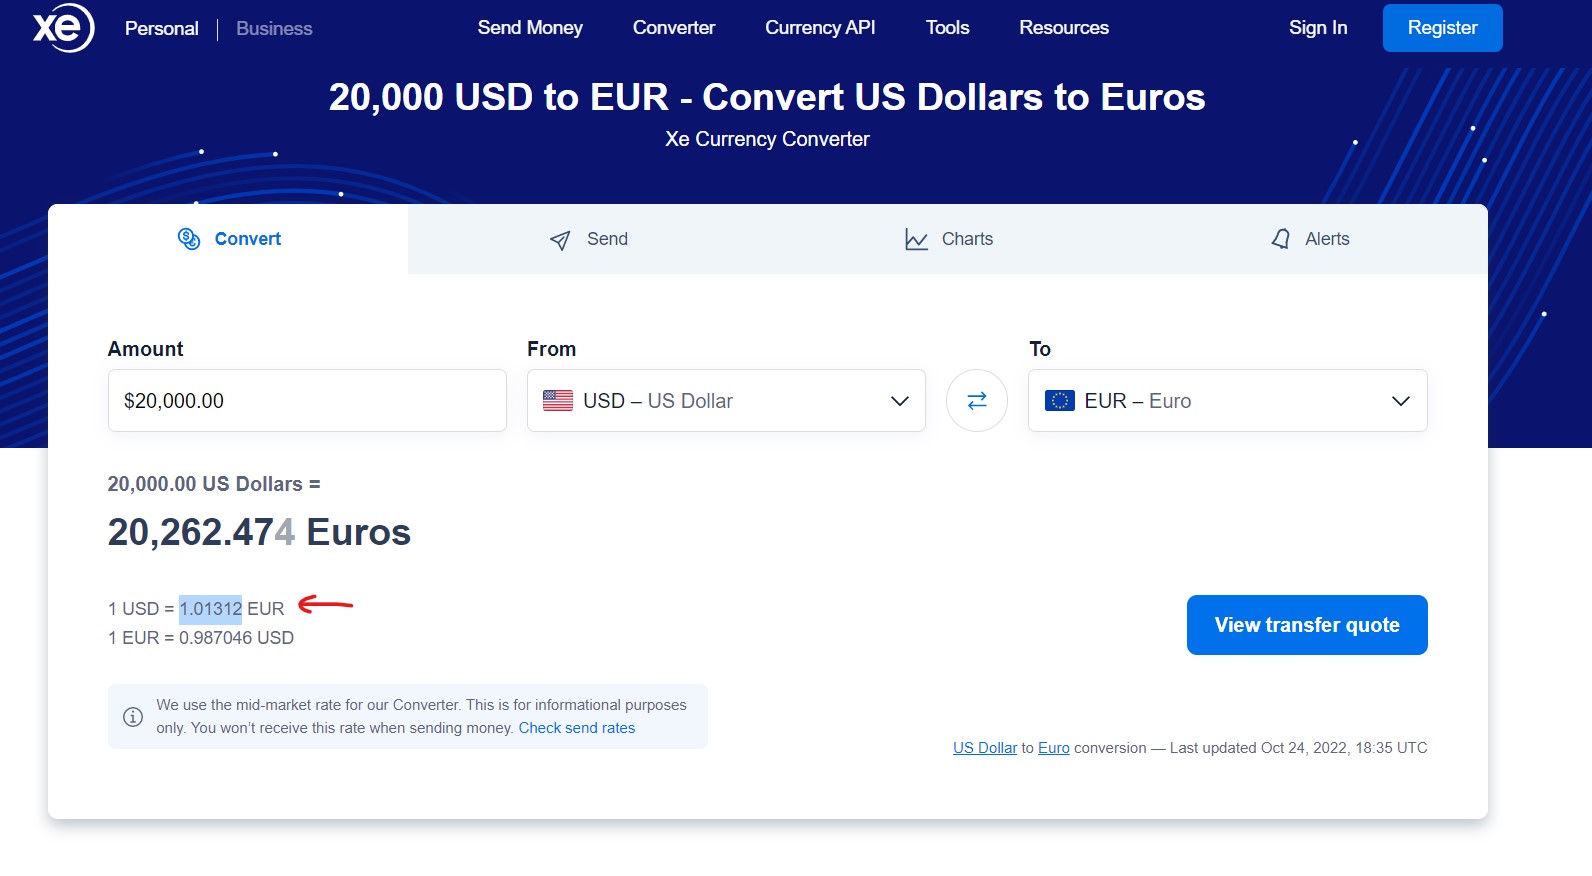 xe Personal Business Send Money Converter Currency API Tools Resources Sign In Register
20,000 USD to EUR - Convert US Dollars to Euros
Xe Currency Converter
Convert Send Charts Alerts
Amount From To
$20,000.00 USD – US Dollar EUR – Euro
20,000.00 US Dollars =
20,262.474 Euros
1 USD = 1.01312 EUR
1 EUR = 0.987046 USD
View transfer quote
We use the mid-market rate for our Converter. This is for informational purposes
only. You won’t receive this rate when sending money. Check send rates
US Dollar to Euro conversion — Last updated Oct 24, 2022, 18:35 UTC